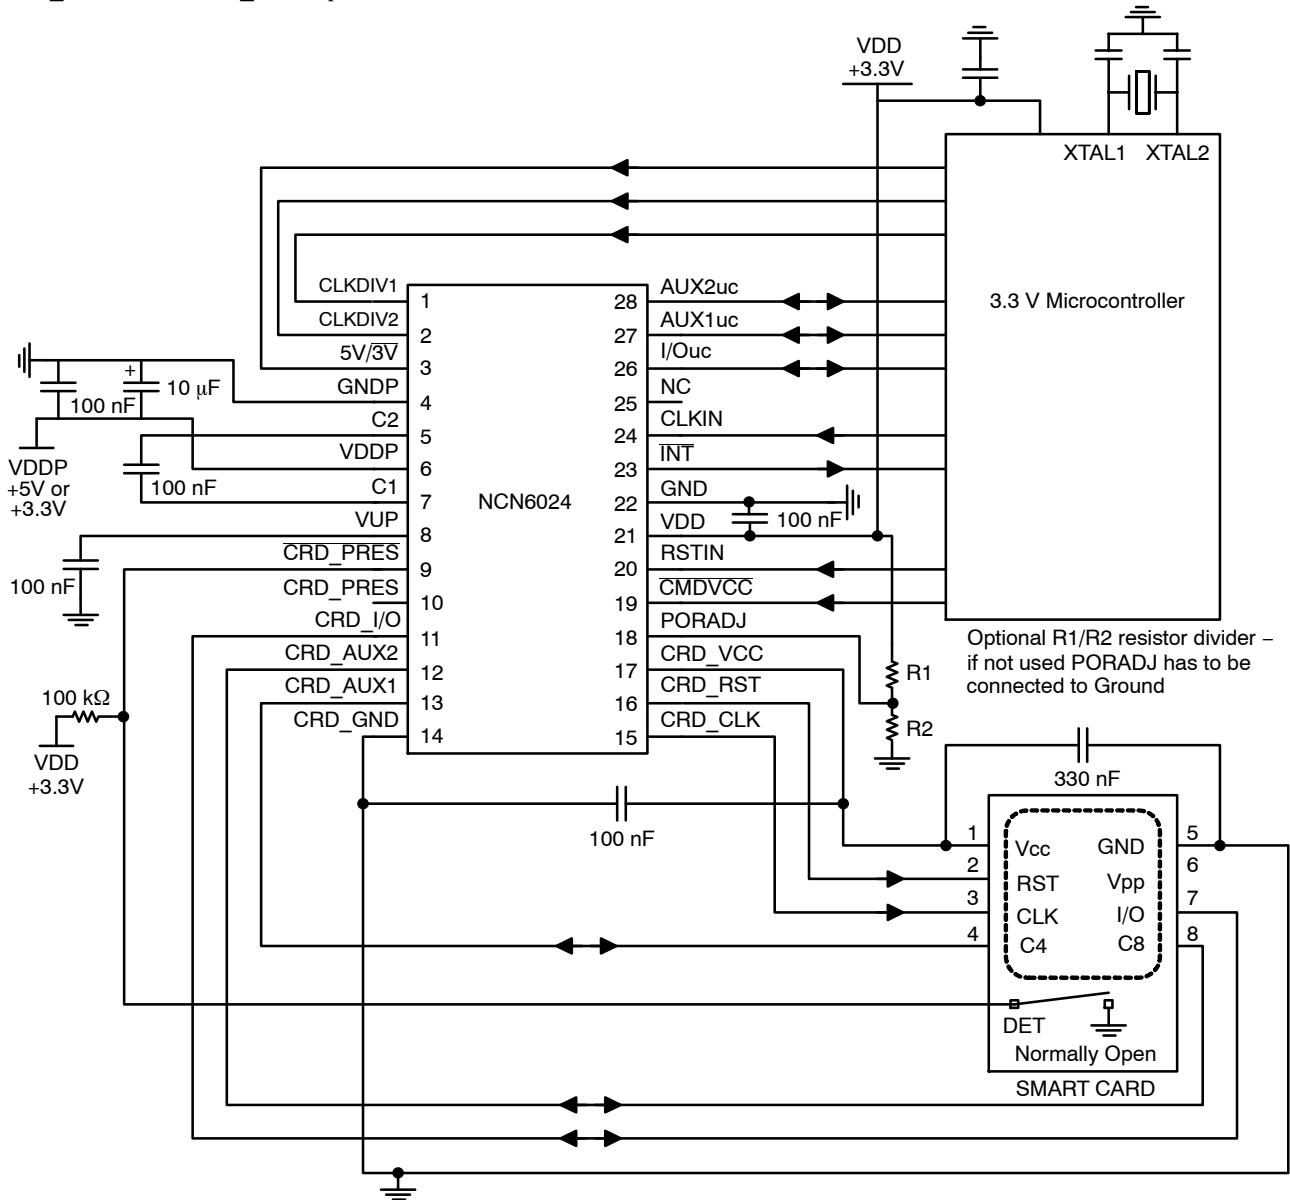 VDD
+3.3V
XTAL1 XTAL2
3.3 V Microcontroller
CLKDIV1
CLKDIV2
5V/3V
GNDP
C2
VDDP
C1
VUP
CRD_PRES
CRD_PRES
CRD_I/O
CRD_AUX2
CRD_AUX1
CRD_GND
1
2
3
4
5
6
7
8
9
10
11
12
13
14
NCN6024
28
27
26
25
24
23
22
21
20
19
18
17
16
15
AUX2uc
AUX1uc
I/Ouc
NC
CLKIN
INT
GND
VDD
RSTIN
CMDVCC
PORADJ
CRD_VCC
CRD_RST
CRD_CLK
+
10 μF
100 nF
VDDP
+5V or
+3.3V
100 nF
100 nF
100 nF
100 kΩ
VDD
+3.3V
R1
R2
Optional R1/R2 resistor divider –
if not used PORADJ has to be
connected to Ground
330 nF
100 nF
1
2
3
4
Vcc
RST
CLK
C4
GND
Vpp
I/O
C8
5
6
7
8
DET
Normally Open
SMART CARD